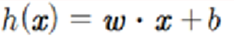 h(x) = w · x + b